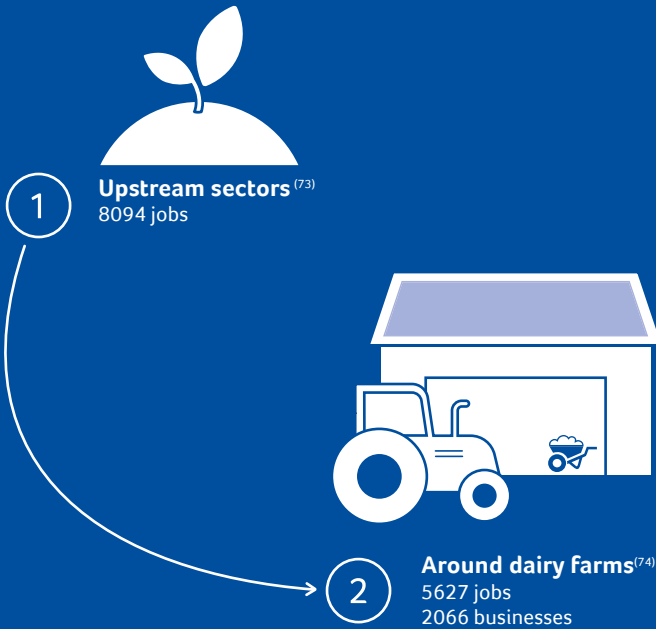 1
Upstream sectors (73)
8094 jobs
2
Around dairy farms (74)
5627 jobs
2066 businesses